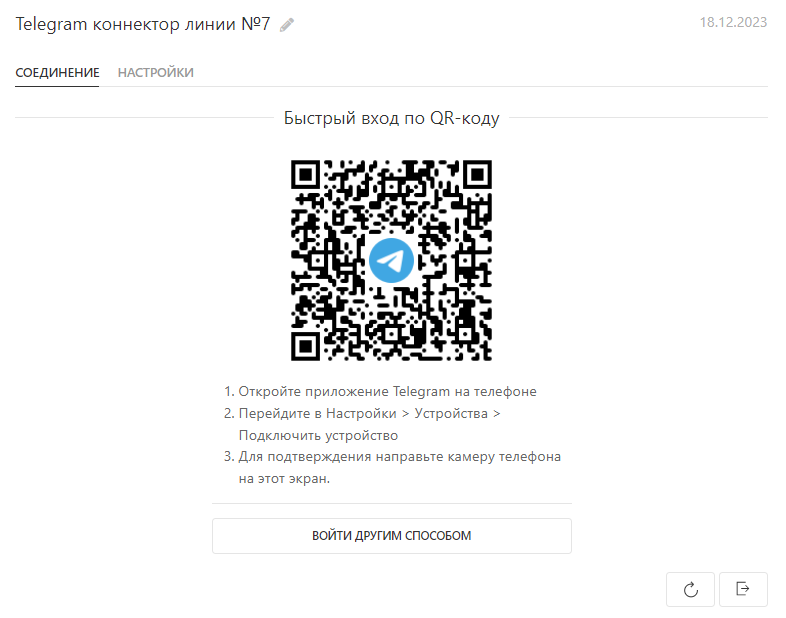 Telegram коннектор линии №7
18.12.2023
СОЕДИНЕНИЕ
НАСТРОЙКИ
Быстрый вход по QR-коду
1. Откройте приложение Telegram на телефоне
2. Перейдите в Настройки > Устройства >
Подключить устройство
3. Для подтверждения направьте камеру телефона
на этот экран.
ВОЙТИ ДРУГИМ СПОСОБОМ